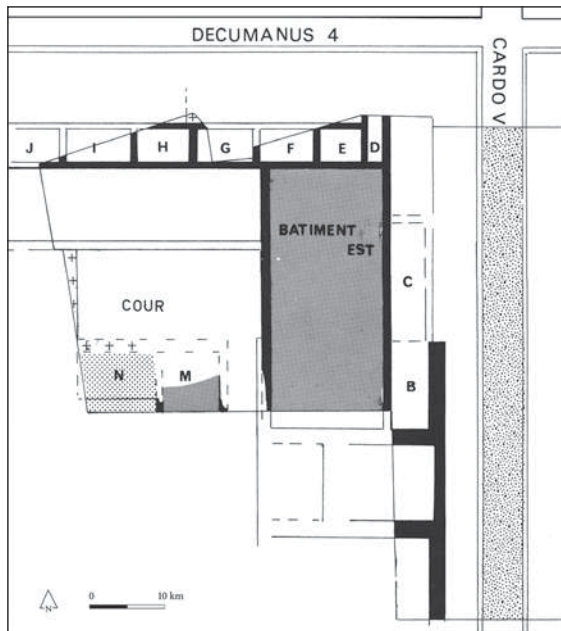 DECUMANUS 4
CARDO V
J I H G F E D
BATIMENT
EST
C
COUR
N M B
N
0 10 km